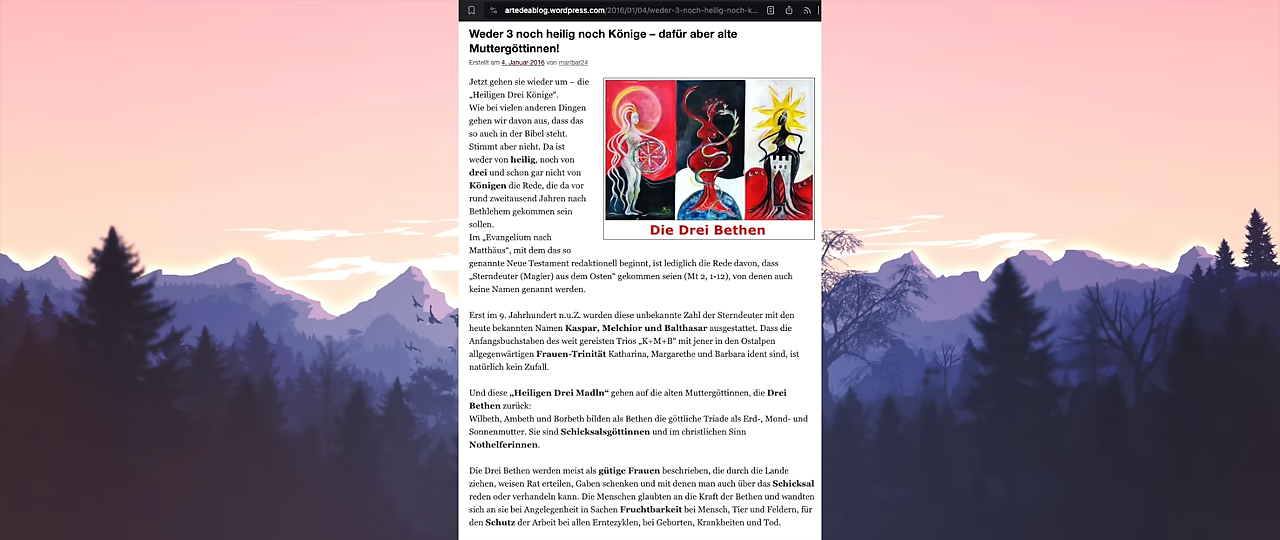 artedeablog.wordpress.com/2016/01/04/weder-3-noch-heilig-noch-k...
Weder 3 noch heilig noch Könige – dafür aber alte
Muttergöttinnen!
Erstellt am 4. Januar 2016 von maribar24
Jetzt gehen sie wieder um – die
„Heiligen Drei Könige“.
Wie bei vielen anderen Dingen
gehen wir davon aus, dass das
so auch in der Bibel steht.
Stimmt aber nicht. Da ist
weder von heilig, noch von
drei und schon gar nicht von
Königen die Rede, die da vor
rund zweitausend Jahren nach
Bethlehem gekommen sein
sollen.
Im „Evangelium nach
Matthäus“, mit dem das so
genannte Neue Testament redaktionell beginnt, ist lediglich die Rede davon, dass
„Sterndeuter (Magier) aus dem Osten“ gekommen seien (Mt 2, 1-12), von denen auch
keine Namen genannt werden.
Die Drei Bethen
Erst im 9. Jahrhundert n.u.Z. wurden diese unbekannte Zahl der Sterndeuter mit den
heute bekannten Namen Kaspar, Melchior und Balthasar ausgestattet. Dass die
Anfangsbuchstaben des weit gereisten Trios „K+M+B“ mit jener in den Ostalpen
allgegenwärtigen Frauen-Trinität Katharina, Margarethe und Barbara ident sind, ist
natürlich kein Zufall.
Und diese „Heiligen Drei Madln“ gehen auf die alten Muttergöttinnen, die Drei
Bethen zurück:
Wilbeth, Ambeth und Borbeth bilden als Bethen die göttliche Triade als Erd-, Mond- und
Sonnenmutter. Sie sind Schicksalsgöttinnen und im christlichen Sinn
Nothelferinnen.
Die Drei Bethen werden meist als gütige Frauen beschrieben, die durch die Lande
ziehen, weisen Rat erteilen, Gaben schenken und mit denen man auch über das Schicksal
reden oder verhandeln kann. Die Menschen glaubten an die Kraft der Bethen und wandten
sich an sie bei Angelegenheit in Sachen Fruchtbarkeit bei Mensch, Tier und Feldern, für
den Schutz der Arbeit bei allen Erntezyklen, bei Geburten, Krankheiten und Tod.